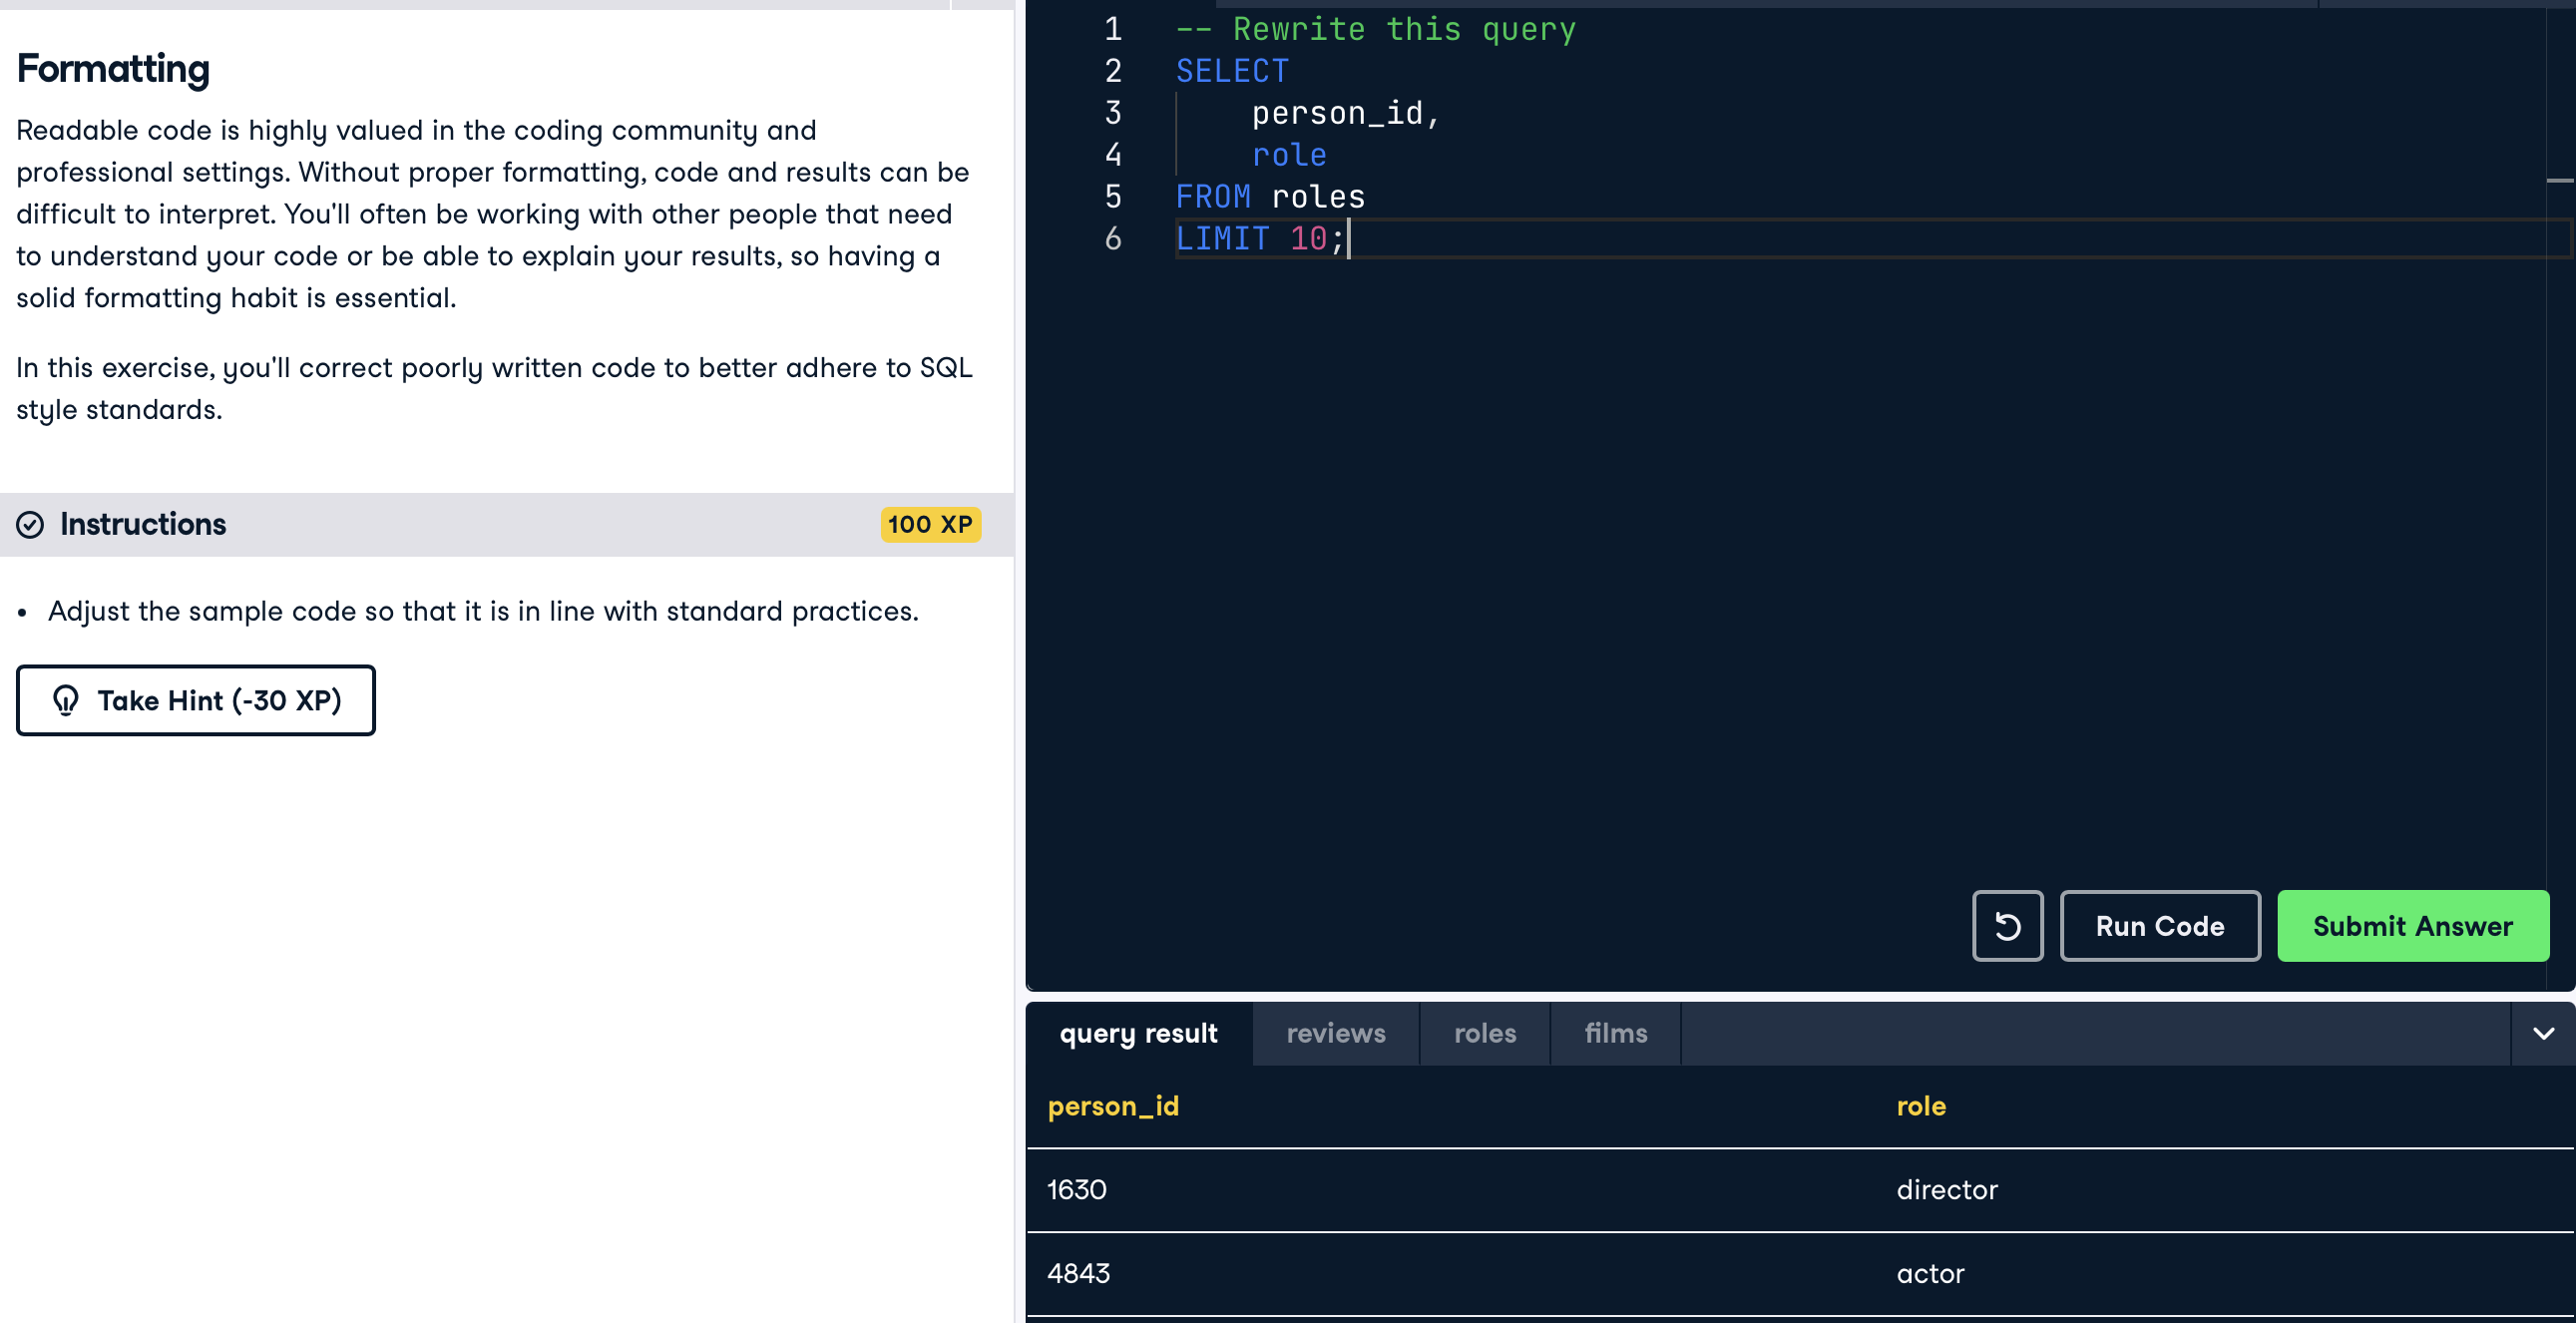 Formatting
Readable code is highly valued in the coding community and
professional settings. Without proper formatting, code and results can be
difficult to interpret. You'll often be working with other people that need
to understand your code or be able to explain your results, so having a
solid formatting habit is essential.
In this exercise, you'll correct poorly written code to better adhere to SQL
style standards.
Instructions
100 XP
• Adjust the sample code so that it is in line with standard practices.
Take Hint (-30 XP)
1 -- Rewrite this query
2 SELECT
3 person_id,
4 role
5 FROM roles
6 LIMIT 10;
Run Code
Submit Answer
query result reviews roles films
person_id role
1630 director
4843 actor